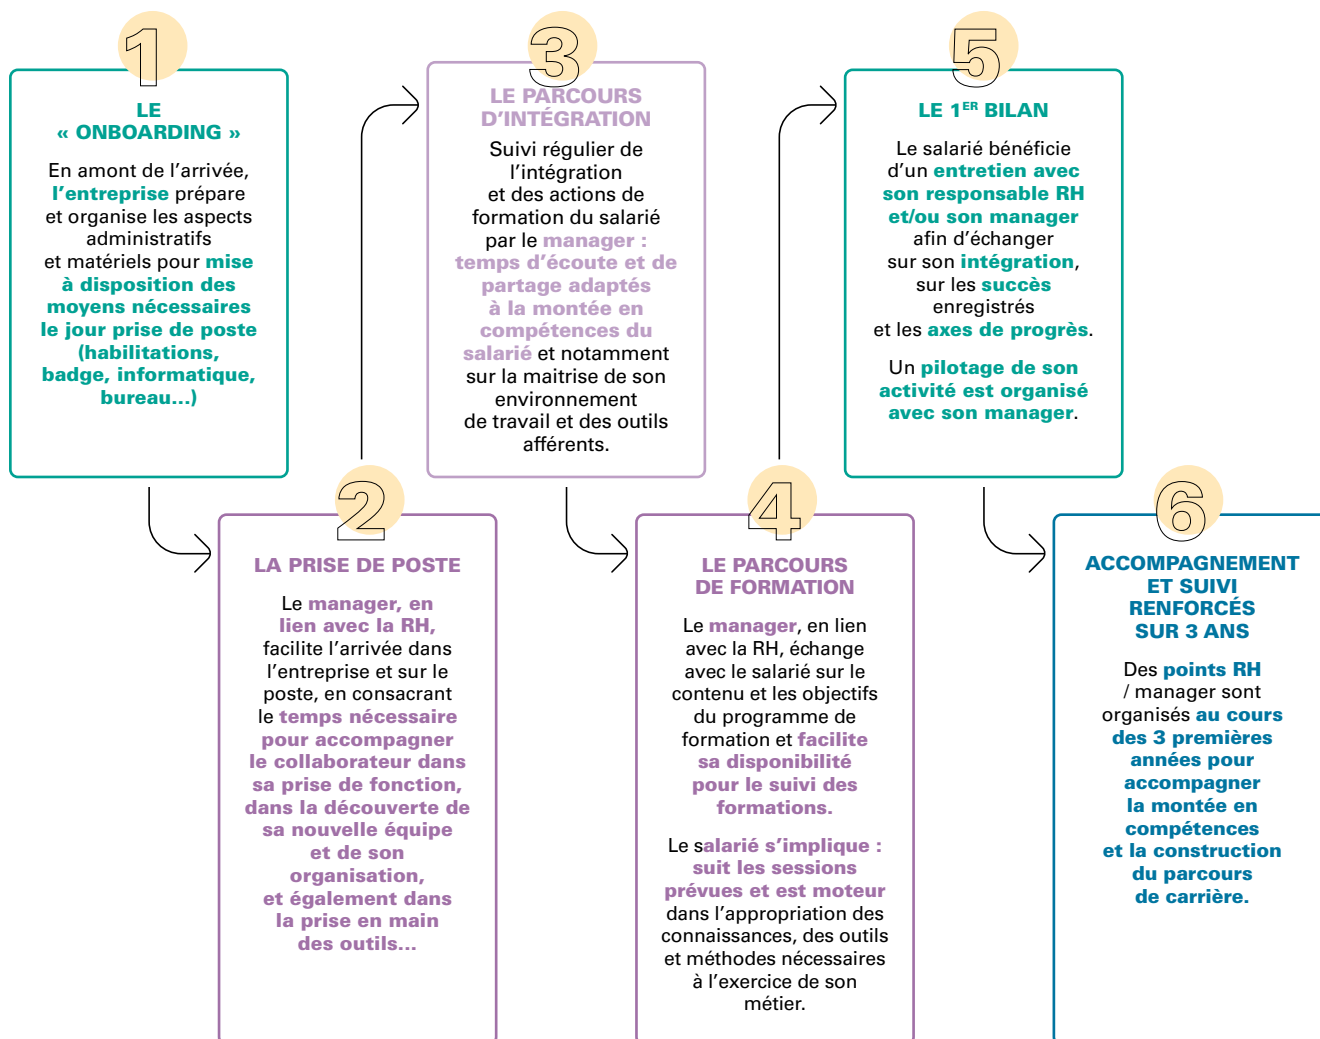 1
LE
« ONBOARDING »
En amont de l’arrivée,
l’entreprise prépare
et organise les aspects
administratifs
et matériels pour mise
à disposition des
moyens nécessaires
le jour prise de poste
(habilitations,
badge, informatique,
bureau…)
2
LA PRISE DE POSTE
Le manager, en
lien avec la RH,
facilite l’arrivée dans
l’entreprise et sur le
poste, en consacrant
le temps nécessaire
pour accompagner
le collaborateur dans
sa prise de fonction,
dans la découverte de
sa nouvelle équipe
et de son
organisation,
et également dans
la prise en main
des outils…
3
LE PARCOURS
D’INTÉGRATION
Suivi régulier de
l’intégration
et des actions de
formation du salarié
par le manager :
temps d’écoute et de
partage adaptés
à la montée en
compétences du
salarié et notamment
sur la maitrise de son
environnement
de travail et des outils
afférents.
4
LE PARCOURS
DE FORMATION
Le manager, en lien
avec la RH, échange
avec le salarié sur le
contenu et les objectifs
du programme de
formation et facilite
sa disponibilité
pour le suivi des
formations.
Le salarié s’implique :
suit les sessions
prévues et est moteur
dans l’appropriation des
connaissances, des outils
et méthodes nécessaires
à l’exercice de son
métier.
5
LE 1ER BILAN
Le salarié bénéficie
d’un entretien avec
son responsable RH
et/ou son manager
afin d’échanger
sur son intégration,
sur les succès
enregistrés
et les axes de progrès.
Un pilotage de son
activité est organisé
avec son manager.
6
ACCOMPAGNEMENT
ET SUIVI
RENFORCÉS
SUR 3 ANS
Des points RH
/ manager sont
organisés au cours
des 3 premières
années pour
accompagner
la montée en
compétences
et la construction
du parcours
de carrière.